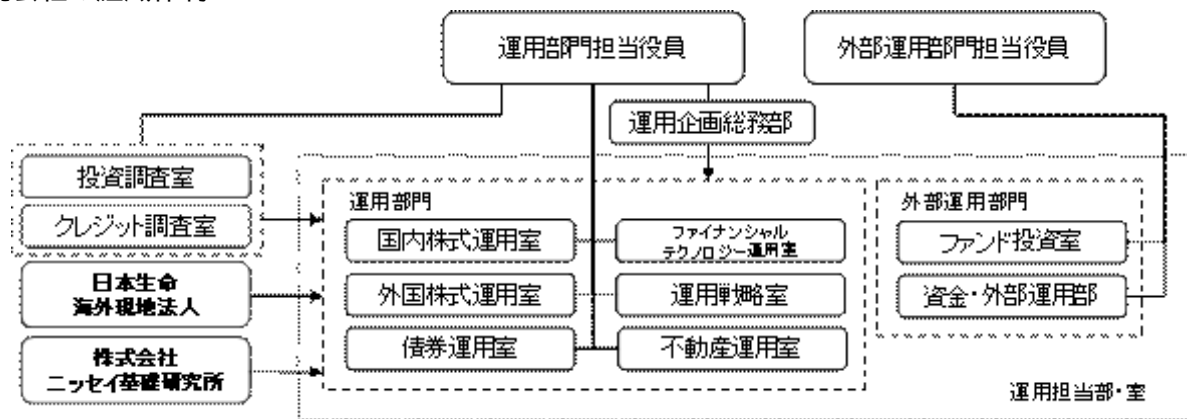 運用部門担当役員
外部運用部門担当役員
運用企画総務部
投資調査室
クレジット調査室
日本生命
海外現地法人
株式会社
ニッセイ基礎研究所
運用部門
国内株式運用室
ファイナンシャル
テクノロジー運用室
外国株式運用室
運用戦略室
債券運用室
不動産運用室
外部運用部門
ファンド投資室
資金・外部運用部
運用担当部・室